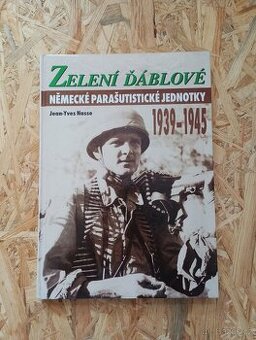 ZELENÍ ĎÁBLOVÉ
NĚMECKÉ PARAŠUTISTICKÉ JEDNOTKY
Jean-Yves Nasse
1939–1945